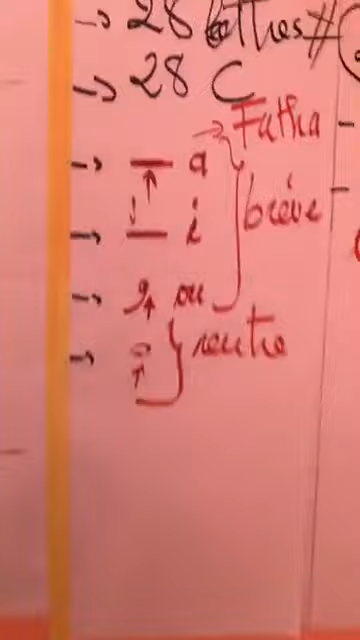 -> 28 lettres #
-> 28 C
-> Fatha
-> — a
-> — i
brève
-> و ou
-> neutre